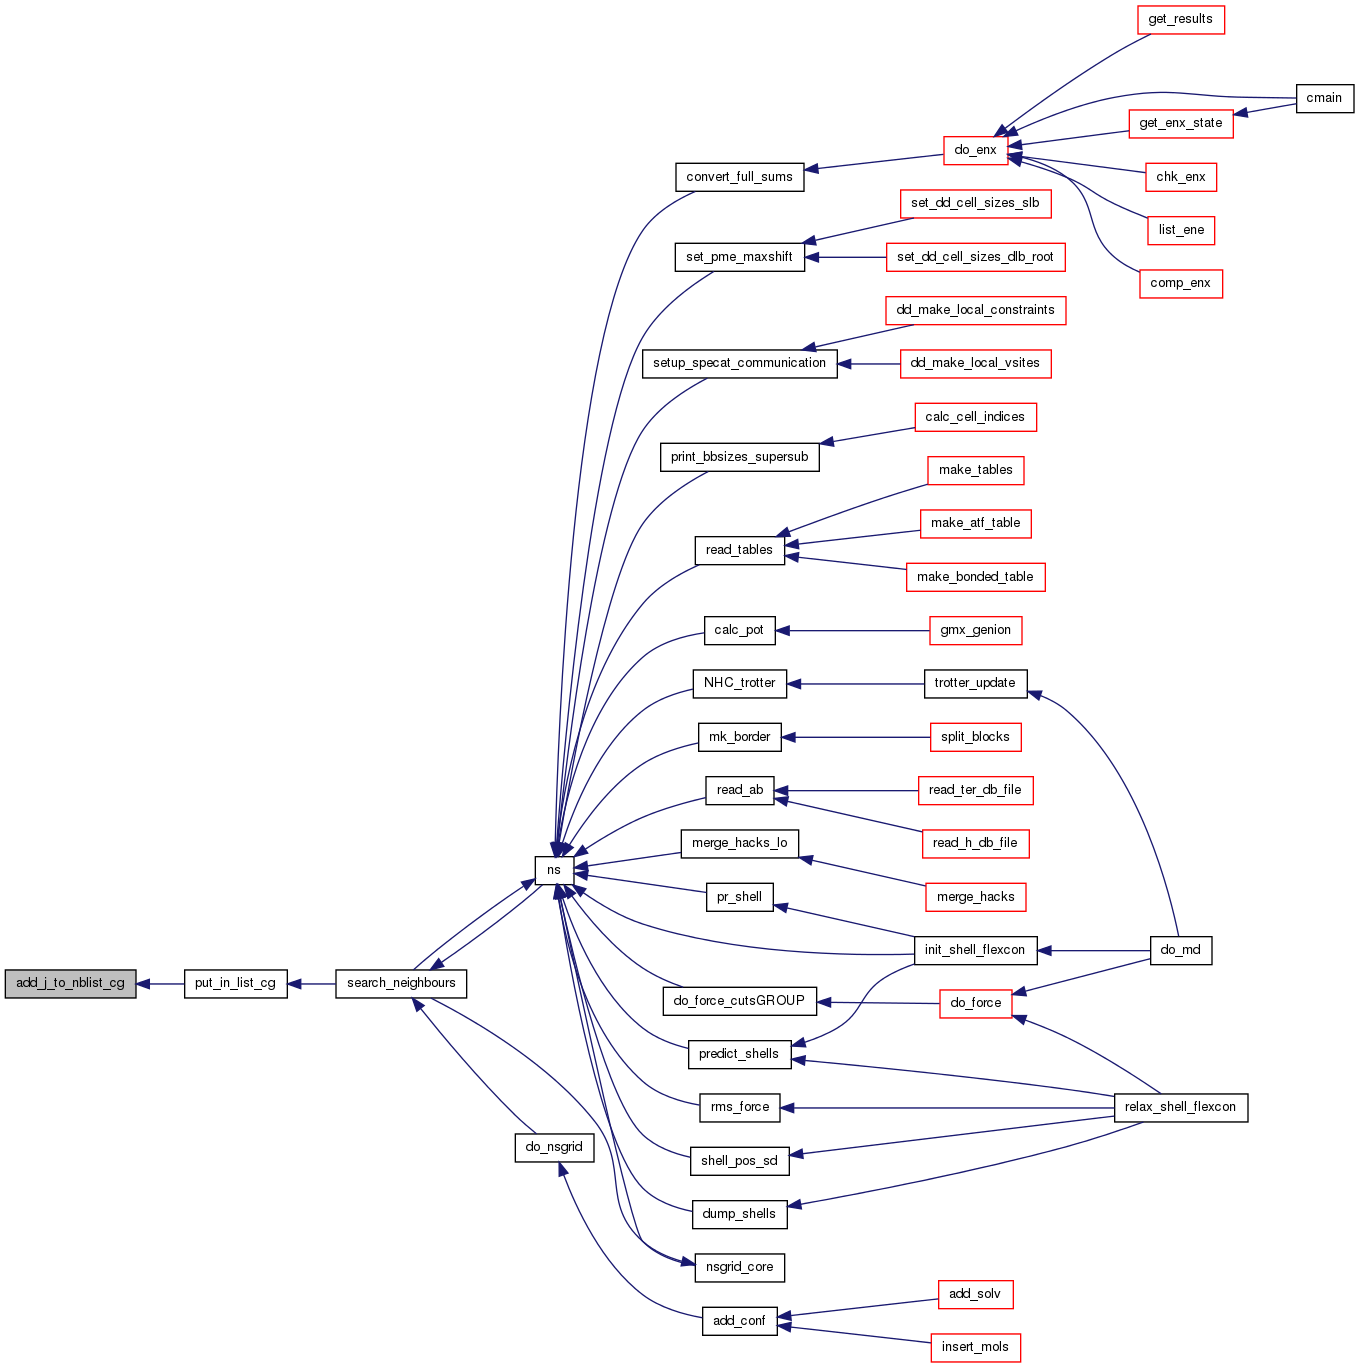 get_results
cmain
get_enx_state
do_enx
convert_full_sums
chk_enx
set_dd_cell_sizes_slb
list_ene
set_pme_maxshift
set_dd_cell_sizes_dlb_root
comp_enx
dd_make_local_constraints
setup_specat_communication
dd_make_local_vsites
calc_cell_indices
print_bbsizes_supersub
make_tables
make_atf_table
read_tables
make_bonded_table
calc_pot
gmx_genion
NHC_trotter
trotter_update
mk_border
split_blocks
read_ab
read_ter_db_file
merge_hacks_lo
read_h_db_file
ns
pr_shell
merge_hacks
init_shell_flexcon
do_md
add_j_to_nblist_cg
put_in_list_cg
search_neighbours
do_force_cutsGROUP
do_force
predict_shells
rms_force
relax_shell_flexcon
do_nsgrid
shell_pos_sd
dump_shells
nsgrid_core
add_solv
add_conf
insert_mols